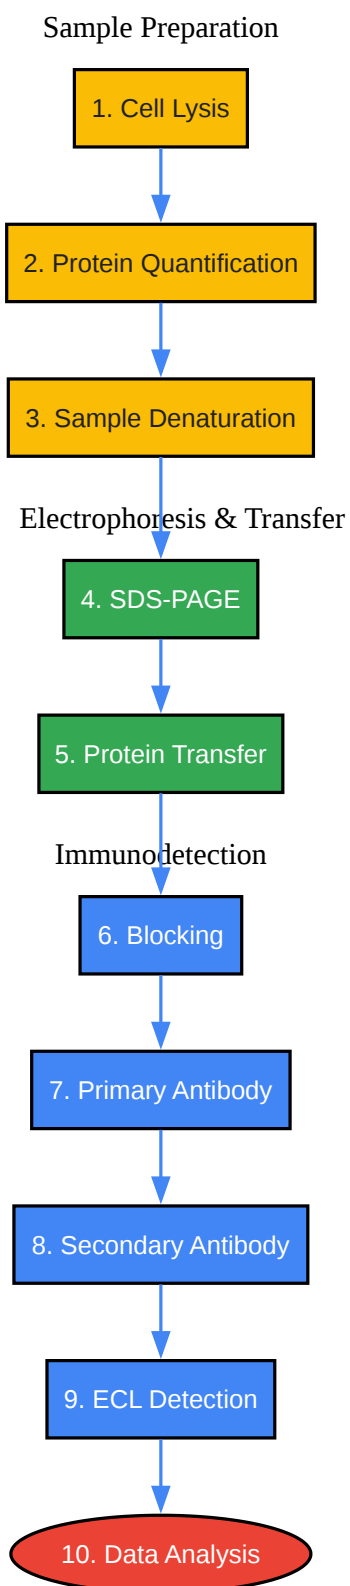 Sample Preparation
1. Cell Lysis
2. Protein Quantification
3. Sample Denaturation
Electrophoresis & Transfer
4. SDS-PAGE
5. Protein Transfer
Immunodetection
6. Blocking
7. Primary Antibody
8. Secondary Antibody
9. ECL Detection
10. Data Analysis